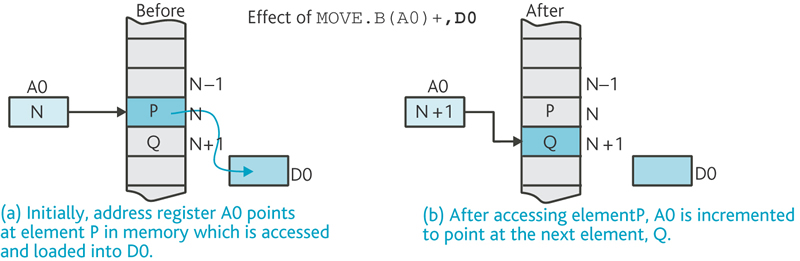 Before
Effect of MOVE.B(A0)+,D0
After
A0
N
N–1
P
N
Q
N+1
D0
(a) Initially, address register A0 points
at element P in memory which is accessed
and loaded into D0.
A0
N+1
N–1
P
N
Q
N+1
D0
(b) After accessing elementP, A0 is incremented
to point at the next element, Q.